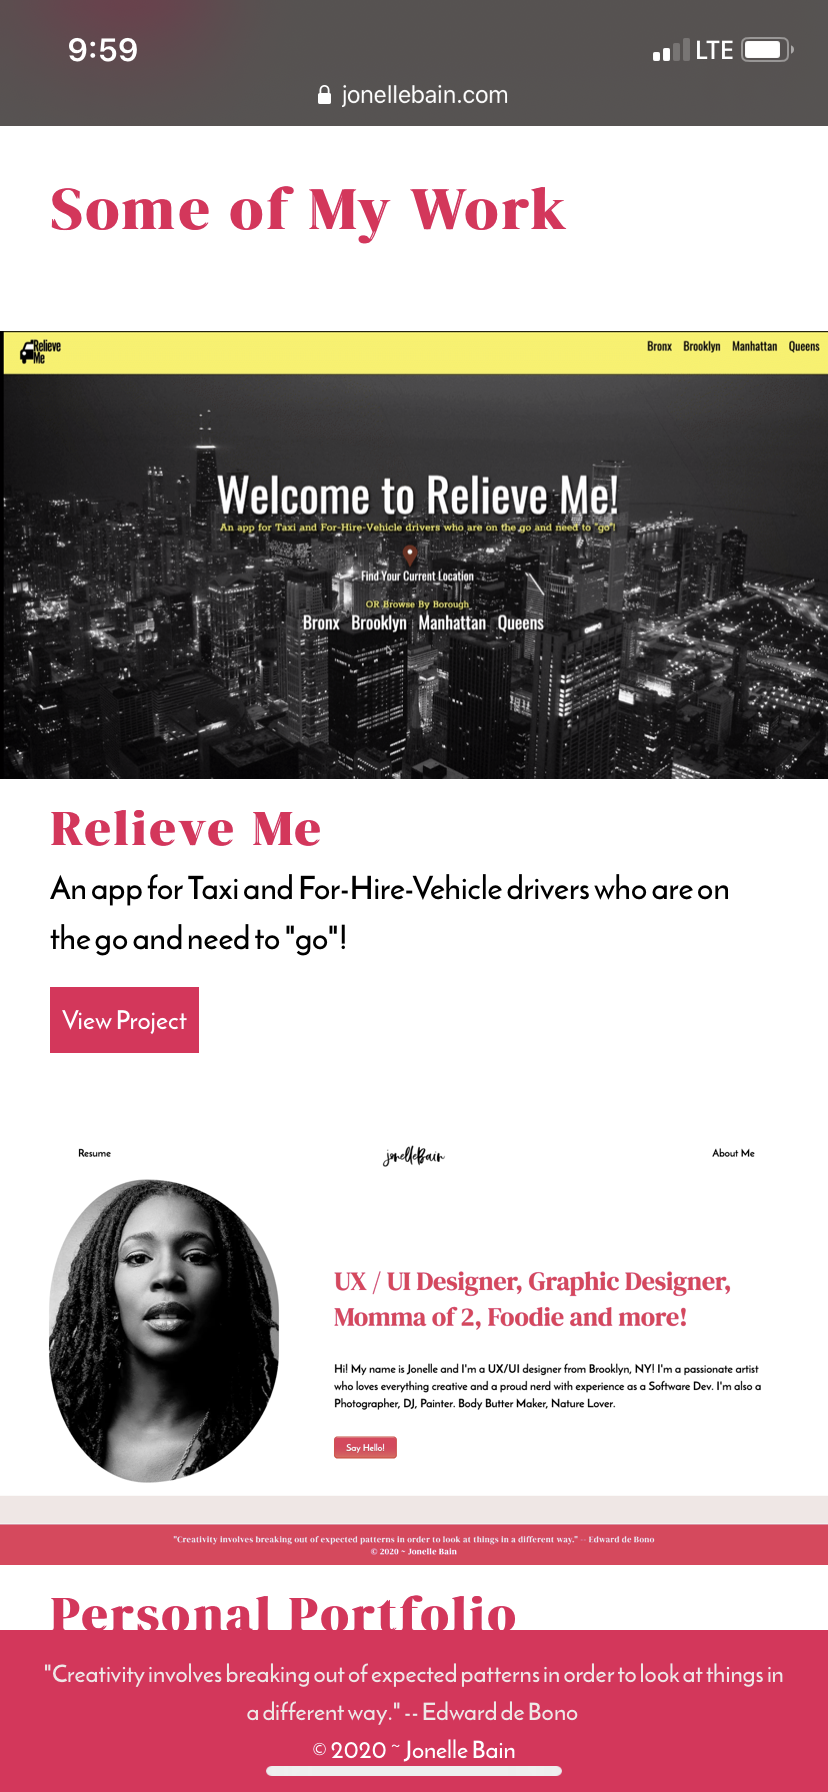 9:59
LTE
jonellebain.com
Some of My Work
Relieve
Me
Bronx Brooklyn Manhattan Queens
Welcome to Relieve Me!
An app for Taxi and For-Hire-Vehicle drivers who are on the go and need to "go"!
Find Your Current Location
OR Browse By Borough
Bronx Brooklyn Manhattan Queens
Relieve Me
An app for Taxi and For-Hire-Vehicle drivers who are on
the go and need to "go"!
View Project
Resume
jonelleBain
About Me
UX / UI Designer, Graphic Designer,
Momma of 2, Foodie and more!
Hi! My name is Jonelle and I'm a UX/UI designer from Brooklyn, NY! I'm a passionate artist
who loves everything creative and a proud nerd with experience as a Software Dev. I'm also a
Photographer, DJ, Painter. Body Butter Maker, Nature Lover.
Say Hello!
"Creativity involves breaking out of expected patterns in order to look at things in a different way." -- Edward de Bono
© 2020 ~ Jonelle Bain
Personal Portfolio
"Creativity involves breaking out of expected patterns in order to look at things in
a different way." -- Edward de Bono
© 2020 ~ Jonelle Bain